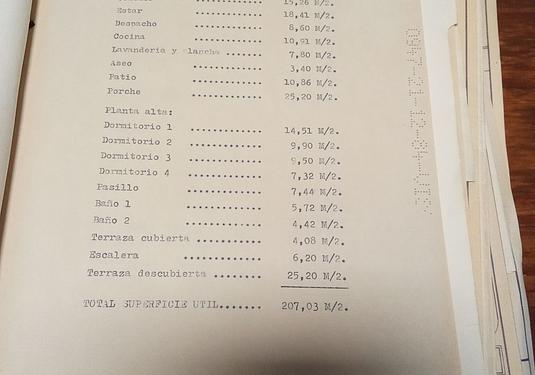 15,26 M/2.
Estar .............. 18,41 M/2.
Despacho .............. 8,60 M/2.
Cocina .............. 10,91 M/2.
Lavandería y plancha ....... 7,80 M/2.
Aseo .............. 3,40 M/2.
Patio .............. 10,86 M/2.
Porche .............. 25,20 M/2.
Planta alta:
Dormitorio 1 .............. 14,51 M/2.
Dormitorio 2 .............. 9,90 M/2.
Dormitorio 3 .............. 9,50 M/2.
Dormitorio 4 .............. 7,32 M/2.
Pasillo .............. 7,44 M/2.
Baño 1 .............. 5,72 M/2.
Baño 2 .............. 4,42 M/2.
Terraza cubierta ............ 4,08 M/2.
Escalera .............. 6,20 M/2.
Terraza descubierta ......... 25,20 M/2.
TOTAL SUPERFICIE UTIL....... 207,03 M/2.